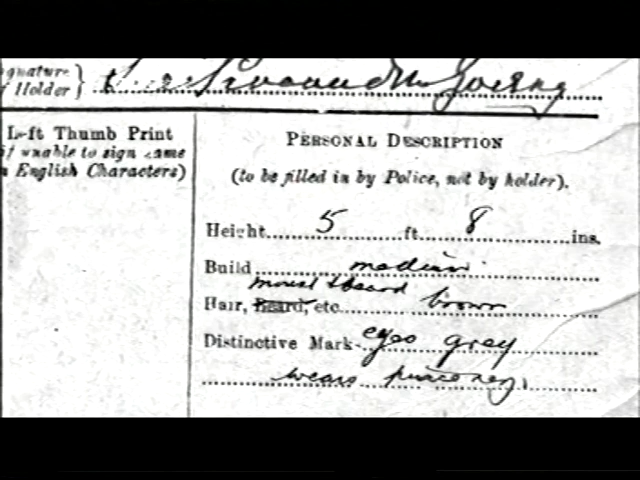 ignature
f Holder }
Left Thumb Print
if unable to sign name
n English Characters)
PERSONAL DESCRIPTION
(to be filled in by Police, not by holder).
Height 5 ft. 8 ins.
Build medium
moust & beard
Hair, Beard, etc. brown
Distinctive Mark eyes grey
wears pince nez